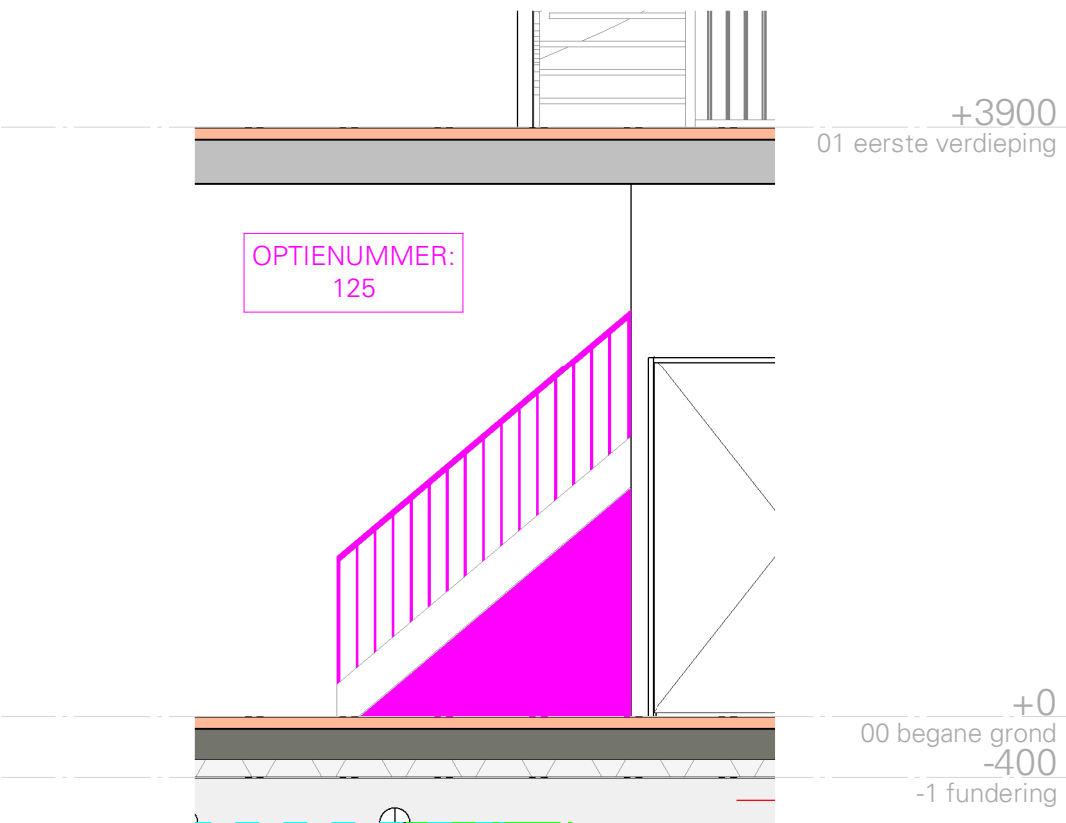 +3900
01 eerste verdieping
OPTIENUMMER:
125
+0
00 begane grond
-400
-1 fundering